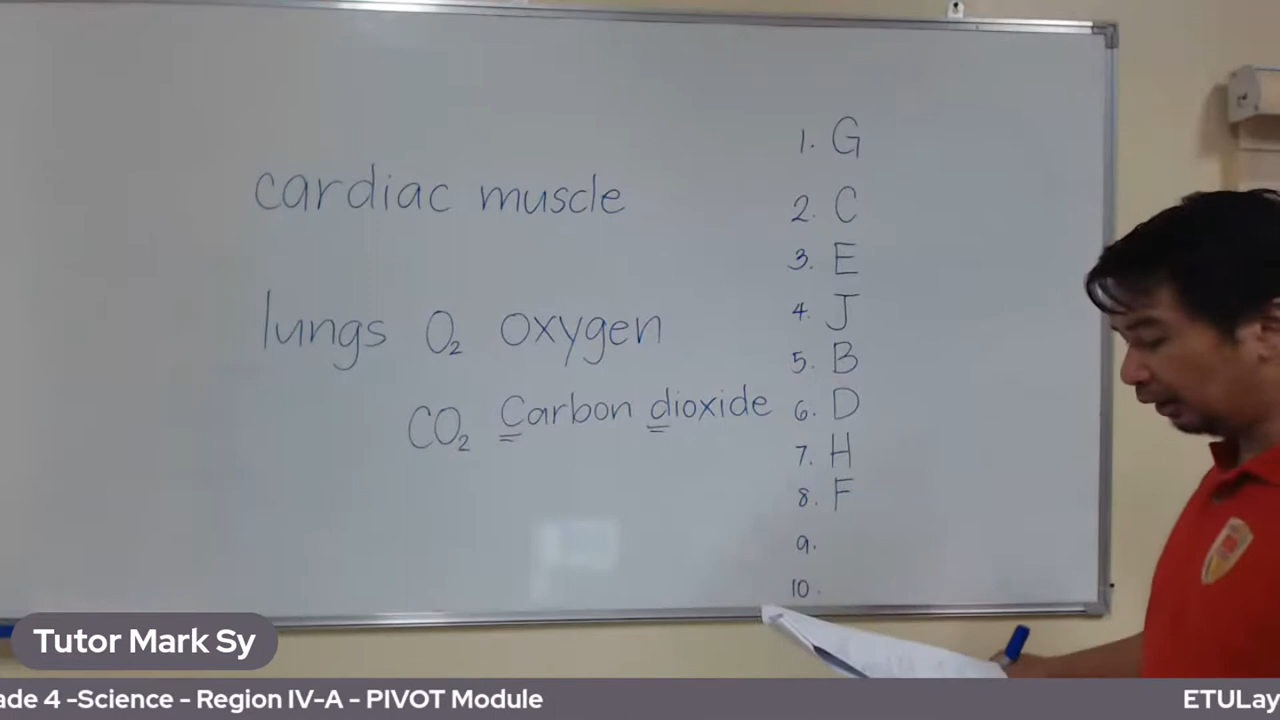 cardiac muscle
lungs O₂ oxygen
CO₂ Carbon dioxide
1. G
2. C
3. E
4. J
5. B
6. D
7. H
8. F
9.
10.
Tutor Mark Sy
ade 4 -Science - Region IV-A - PIVOT Module
ETULay